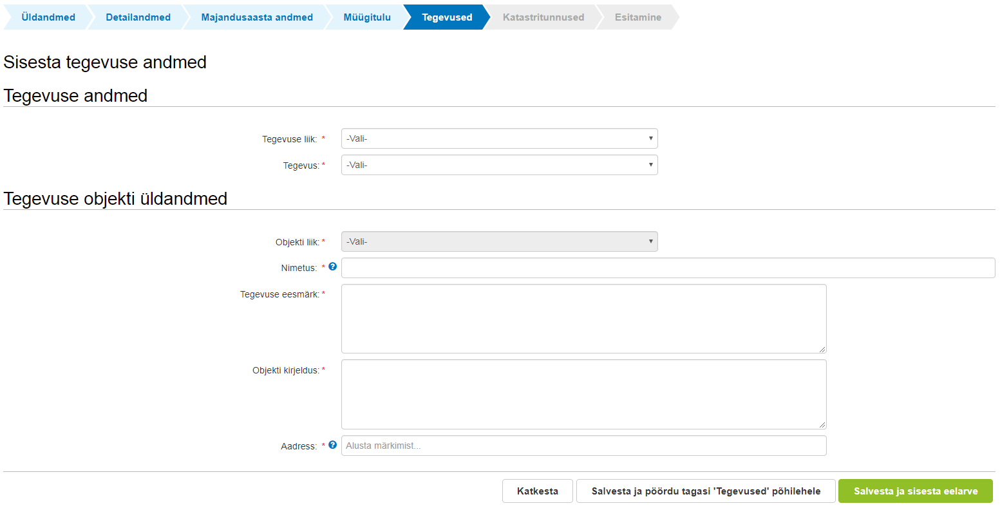 Üldandmed Detailandmed Majandusaasta andmed Müügitulu Tegevused Katastritunnused Esitamine
Sisesta tegevuse andmed
Tegevuse andmed
Tegevuse liik: * -Vali-
Tegevus: * -Vali-
Tegevuse objekti üldandmed
Objekti liik: * -Vali-
Nimetus: * ?
Tegevuse eesmärk: *
Objekti kirjeldus: *
Aadress: * ? Alusta märkimist...
Katkesta Salvesta ja pöördu tagasi 'Tegevused' põhilehele Salvesta ja sisesta eelarve